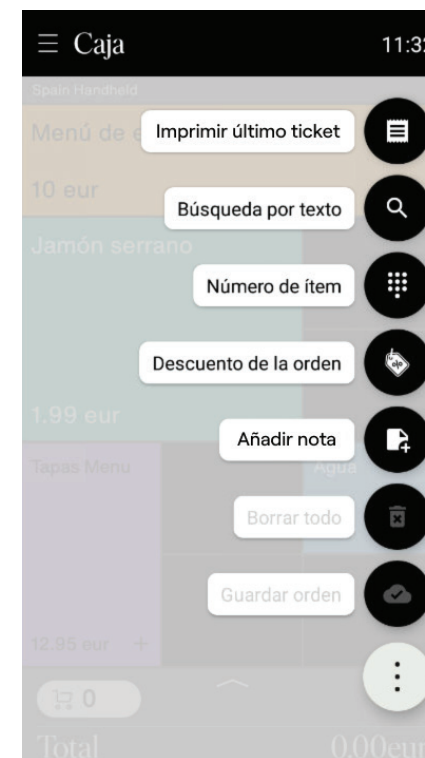 Caja
11:32
Spain Handheld
Menú de e
Imprimir último ticket
10 eur
Búsqueda por texto
Jamón serrano
Número de ítem
Descuento de la orden
1.99 eur
Añadir nota
Tapas Menu
Agua
Borrar todo
Guardar orden
12.95 eur +
0
Total
0.00eur